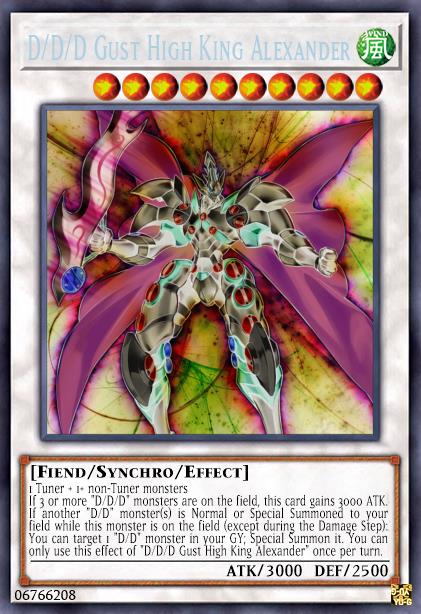 D/D/D Gust High King Alexander
WIND
風
[Fiend/Synchro/Effect]
1 Tuner + 1+ non-Tuner monsters
If 3 or more "D/D/D" monsters are on the field, this card gains 3000 ATK.
If another "D/D" monster(s) is Normal or Special Summoned to your
field while this monster is on the field (except during the Damage Step):
You can target 1 "D/D" monster in your GY; Special Summon it. You can
only use this effect of "D/D/D Gust High King Alexander" once per turn.
ATK/3000 DEF/2500
06766208